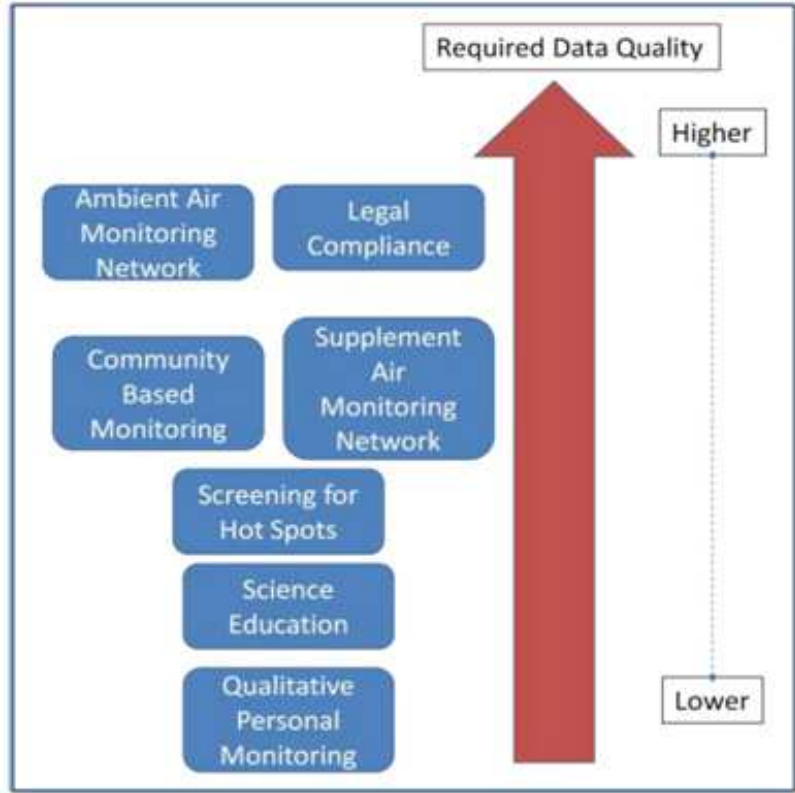 Required Data Quality
Higher
Ambient Air
Monitoring
Network
Legal
Compliance
Community
Based
Monitoring
Supplement
Air
Monitoring
Network
Screening for
Hot Spots
Science
Education
Qualitative
Personal
Monitoring
Lower